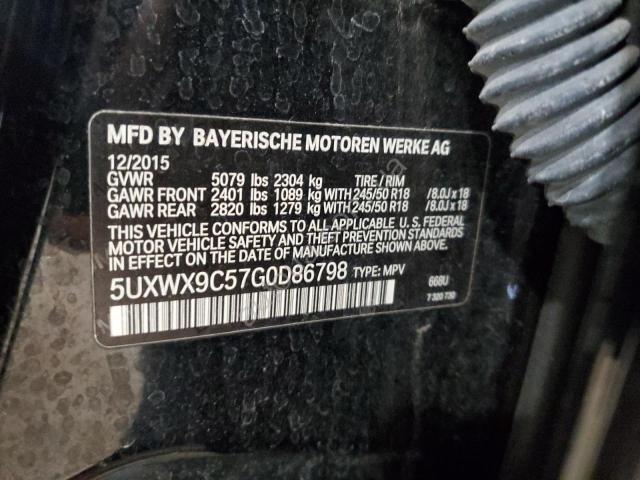 MFD BY BAYERISCHE MOTOREN WERKE AG
12/2015
GVWR 5079 lbs 2304 kg TIRE / RIM
GAWR FRONT 2401 lbs 1089 kg WITH 245/50 R18 /8.0J x 18
GAWR REAR 2820 lbs 1279 kg WITH 245/50 R18 /8.0J x 18
THIS VEHICLE CONFORMS TO ALL APPLICABLE U. S. FEDERAL
MOTOR VEHICLE SAFETY AND THEFT PREVENTION STANDARDS
IN EFFECT ON THE DATE OF MANUFACTURE SHOWN ABOVE.
5UXWX9C57G0D86798 TYPE: MPV 668U
7 320 730